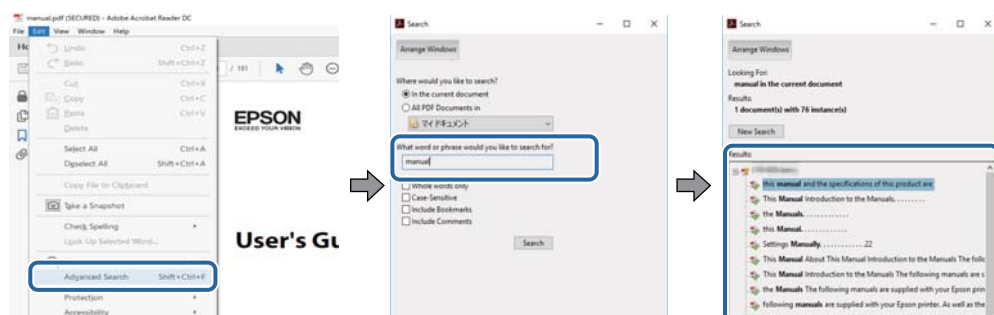 manual.pdf (SECURED) - Adobe Acrobat Reader DC
File Edit View Window Help
Undo Ctrl+Z
Redo Shift+Ctrl+Z
Cut Ctrl+X
Copy Ctrl+C
Paste Ctrl+V
Delete
Select All Ctrl+A
Deselect All Shift+Ctrl+A
Copy File to Clipboard
Take a Snapshot
Check Spelling
Look Up Selected Word...
Advanced Search Shift+Ctrl+F
Protection
Accessibility
/ 181
EPSON
EXCEED YOUR VISION
User's Gu
Search
Arrange Windows
Where would you like to search?
In the current document
All PDF Documents in
マイ ドキュメント
What word or phrase would you like to search for?
manual
Whole words only
Case-Sensitive
Include Bookmarks
Include Comments
Search
Search
Arrange Windows
Looking For:
manual in the current document
Results:
1 document(s) with 76 instance(s)
New Search
Results:
this manual and the specifications of this product are
This Manual Introduction to the Manuals.........
the Manuals.............
this Manual.............
Settings Manually.............22
This Manual About This Manual Introduction to the Manuals The follo
This Manual Introduction to the Manuals The following manuals are s
the Manuals The following manuals are supplied with your Epson prin
following manuals are supplied with your Epson printer. As well as the